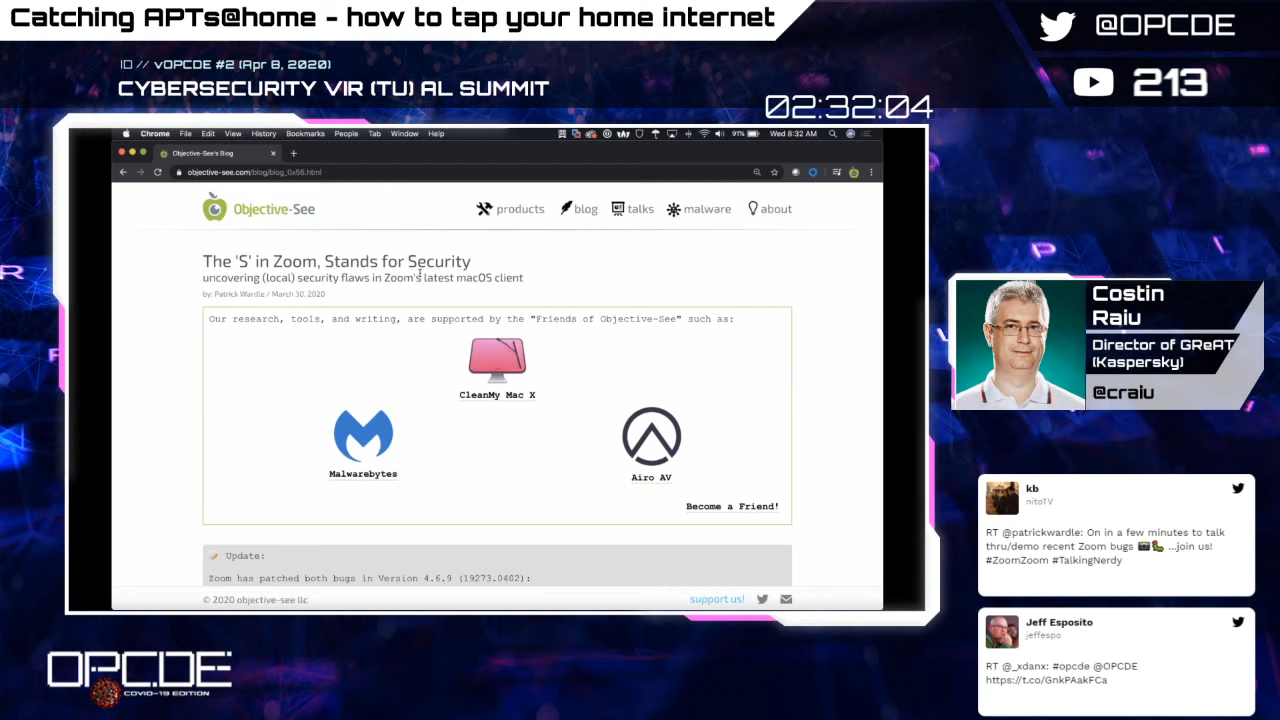 Catching APTs@home - how to tap your home internet
@OPCDE
ID // vOPCDE #2 (Apr 8, 2020)
CYBERSECURITY VIR (TU) AL SUMMIT
213
02:32:04
Chrome File Edit View History Bookmarks People Tab Window Help
91% Wed 8:32 AM
Objective-See's Blog
objective-see.com/blog/blog_0x56.html
Objective-See
products blog talks malware about
The 'S' in Zoom, Stands for Security
uncovering (local) security flaws in Zoom's latest macOS client
by: Patrick Wardle / March 30, 2020
Our research, tools, and writing, are supported by the "Friends of Objective-See" such as:
CleanMy Mac X
Malwarebytes
Airo AV
Become a Friend!
Update:
Zoom has patched both bugs in Version 4.6.9 (19273.0402):
© 2020 objective-see llc
support us!
Costin
Raiu
Director of GReAT
(Kaspersky)
@craiu
kb
nitoTV
RT @patrickwardle: On in a few minutes to talk
thru/demo recent Zoom bugs 📷🐛 ...join us!
#ZoomZoom #TalkingNerdy
Jeff Esposito
jeffespo
RT @_xdanx: #opcde @OPCDE
https://t.co/GnkPAakFCa
OPCDE
COVID-19 EDITION